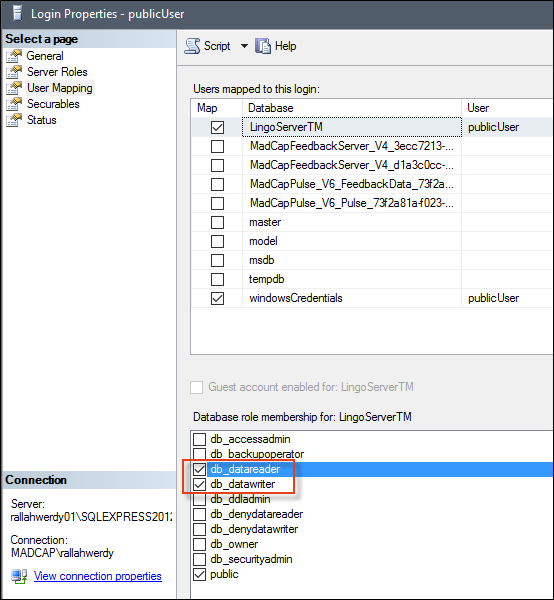 Login Properties - publicUser
Select a page
General
Server Roles
User Mapping
Securables
Status
Script Help
Users mapped to this login:
Map Database User
LingoServerTM publicUser
MadCapFeedbackServer_V4_3ecc7213-...
MadCapFeedbackServer_V4_d1a3c0cc-...
MadCapPulse_V6_FeedbackData_73f2a...
MadCapPulse_V6_Pulse_73f2a81a-f023-...
master
model
msdb
tempdb
windowsCredentials publicUser
Guest account enabled for: LingoServerTM
Database role membership for: LingoServerTM
db_accessadmin
db_backupoperator
db_datareader
db_datawriter
db_ddladmin
db_denydatareader
db_denydatawriter
db_owner
db_securityadmin
public
Connection
Server:
rallahwerdy01\SQLEXPRESS2012
Connection:
MADCAP\rallahwerdy
View connection properties